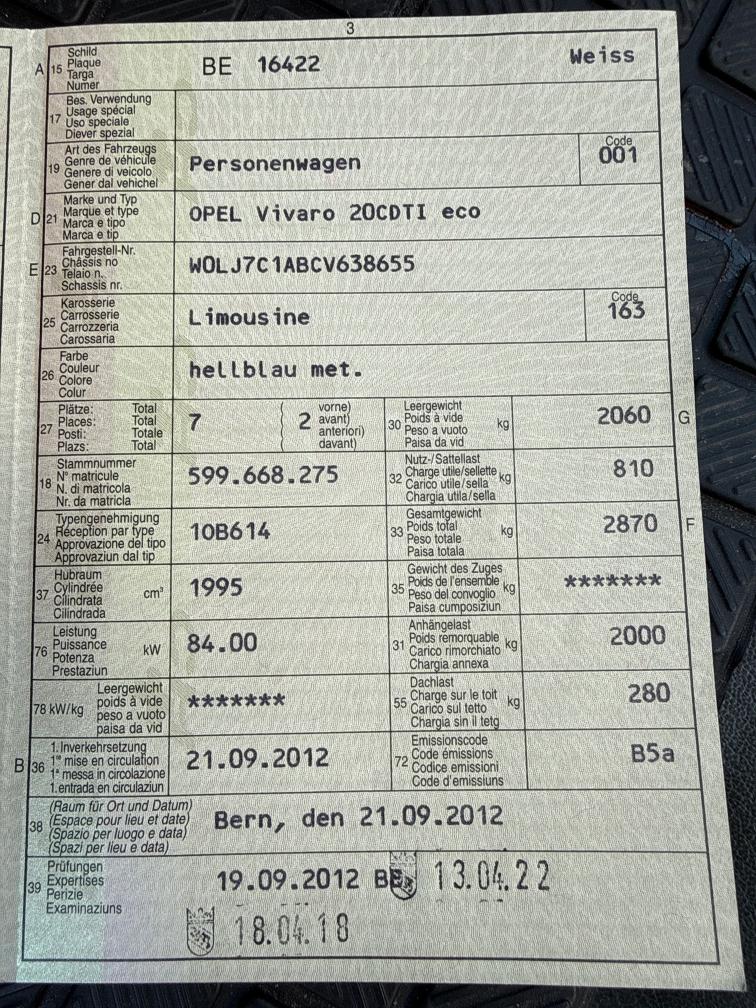 3
A 15 Schild
Plaque
Targa
Numer
BE 16422 Weiss
17 Bes. Verwendung
Usage spécial
Uso speciale
Diever spezial
19 Art des Fahrzeugs
Genre de véhicule
Genere di veicolo
Gener dal vehichel
Personenwagen
Code
001
D 21 Marke und Typ
Marque et type
Marca e tipo
Marca e tip
OPEL Vivaro 20CDTI eco
E 23 Fahrgestell-Nr.
Châssis no
Telaio n.
Schassis nr.
W0LJ7C1ABCV638655
25 Karosserie
Carrosserie
Carrozzeria
Carossaria
Limousine
Code
163
26 Farbe
Couleur
Colore
Colur
hellblau met.
27 Plätze: Total
Places: Total
Posti: Totale
Plazs: Total
7
( 2 vorne)
( avant)
( anteriori)
( davant)
30 Leergewicht
Poids à vide
Peso a vuoto
Paisa da vid
kg
2060
G
18 Stammnummer
N° matricule
N. di matricola
Nr. da matricla
599.668.275
32 Nutz-/Sattellast
Charge utile/sellette
Carico utile/sella
Chargia utila/sella
kg
810
24 Typengenehmigung
Réception par type
Approvazione del tipo
Approvaziun dal tip
10B614
33 Gesamtgewicht
Poids total
Peso totale
Paisa totala
kg
2870
F
37 Hubraum
Cylindrée
Cilindrata
Cilindrada
cm³
1995
35 Gewicht des Zuges
Poids de l'ensemble
Peso del convoglio
Paisa cumposiziun
kg
*******
76 Leistung
Puissance
Potenza
Prestaziun
kW
84.00
31 Anhängelast
Poids remorquable
Carico rimorchiato
Chargia annexa
kg
2000
78 kW/kg Leergewicht
poids à vide
peso a vuoto
paisa da vid
*******
55 Dachlast
Charge sur le toit
Carico sul tetto
Chargia sin il tetg
kg
280
B 36 1. Inverkehrsetzung
1re mise en circulation
1a messa in circolazione
1. entrada en circulaziun
21.09.2012
72 Emissionscode
Code émissions
Codice emissioni
Code d'emissiuns
B5a
38 (Raum für Ort und Datum)
(Espace pour lieu et date)
(Spazio per luogo e data)
(Spazi per lieu e data)
Bern, den 21.09.2012
39 Prüfungen
Expertises
Perizie
Examinaziuns
19.09.2012 BE 13.04.22
18.04.18